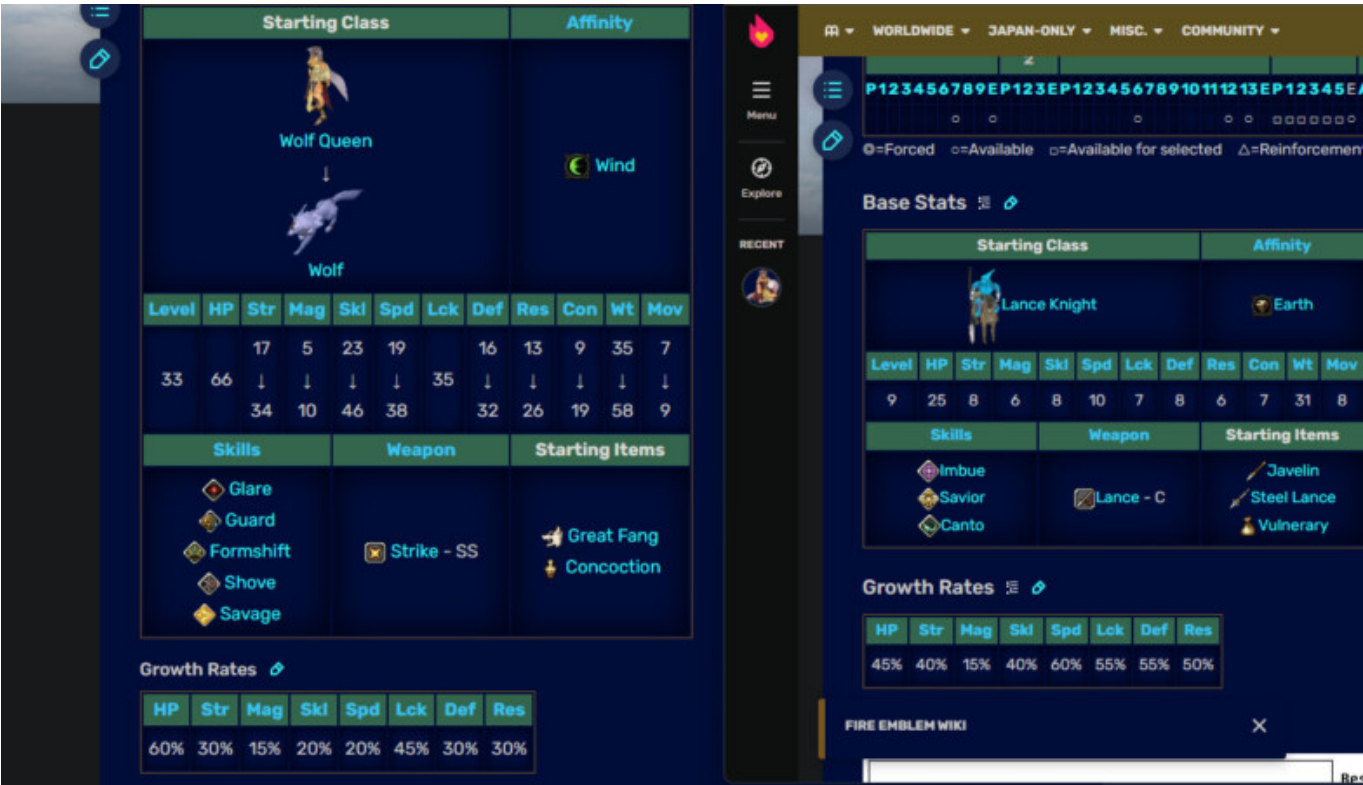 Starting Class Affinity
Wolf Queen
↓
Wolf
Wind
Level HP Str Mag Skl Spd Lck Def Res Con Wt Mov
17 5 23 19 16 13 9 35 7
33 66 ↓ ↓ ↓ ↓ 35 ↓ ↓ ↓ ↓ ↓
34 10 46 38 32 26 19 58 9
Skills Weapon Starting Items
Glare
Guard
Formshift
Shove
Savage
Strike - SS
Great Fang
Concoction
Growth Rates
HP Str Mag Skl Spd Lck Def Res
60% 30% 15% 20% 20% 45% 30% 30%
Menu
Explore
RECENT
WORLDWIDE JAPAN-ONLY MISC. COMMUNITY
2
P123456789EP123EP12345678910111213EP12345E
○ ○ ○ ○ ○ □□□□□□○
=Forced ○=Available □=Available for selected △=Reinforcemen
Base Stats
Starting Class Affinity
Lance Knight Earth
Level HP Str Mag Skl Spd Lck Def Res Con Wt Mov
9 25 8 6 8 10 7 8 6 7 31 8
Skills Weapon Starting Items
Imbue
Savior
Canto
Lance - C
Javelin
Steel Lance
Vulnerary
Growth Rates
HP Str Mag Skl Spd Lck Def Res
45% 40% 15% 40% 60% 55% 55% 50%
FIRE EMBLEM WIKI
Res